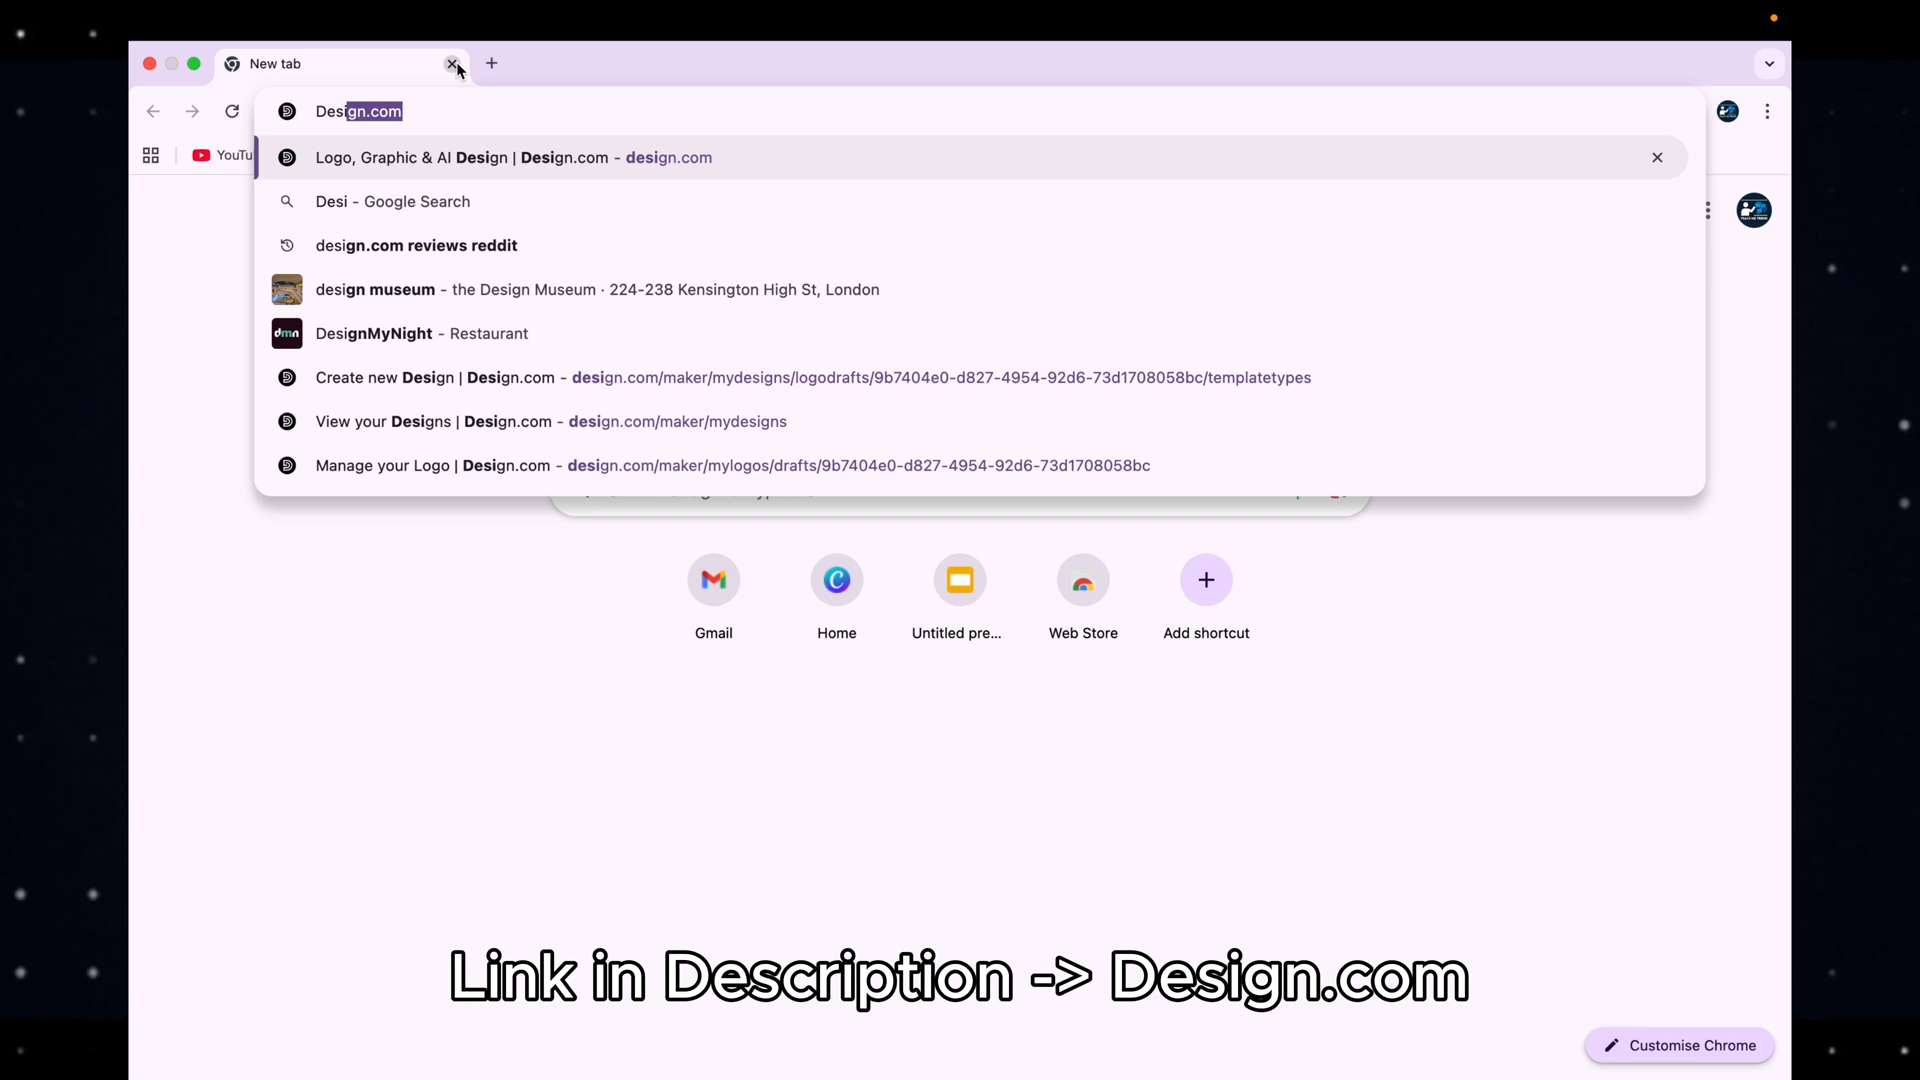 New tab
Design.com
YouTu
Logo, Graphic & AI Design | Design.com - design.com
Desi - Google Search
design.com reviews reddit
design museum - the Design Museum · 224-238 Kensington High St, London
dmn
DesignMyNight - Restaurant
Create new Design | Design.com - design.com/maker/mydesigns/logodrafts/9b7404e0-d827-4954-92d6-73d1708058bc/templatetypes
View your Designs | Design.com - design.com/maker/mydesigns
Manage your Logo | Design.com - design.com/maker/mylogos/drafts/9b7404e0-d827-4954-92d6-73d1708058bc
Gmail
Home
Untitled pre...
Web Store
Add shortcut
Link in Description -> Design.com
Customise Chrome